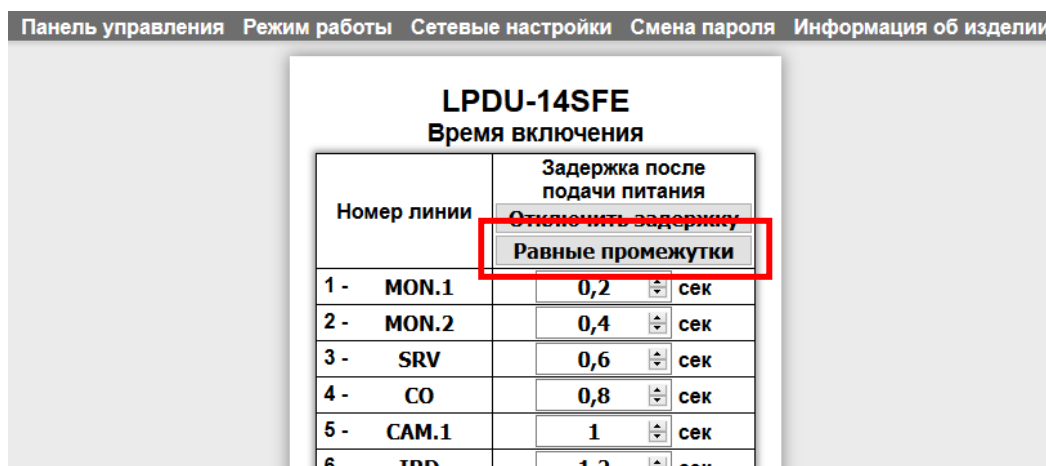 Панель управления Режим работы Сетевые настройки Смена пароля Информация об изделии
LPDU-14SFE
Время включения
Номер линии
Задержка после
подачи питания
Отключить задержку
Равные промежутки
1 - MON.1 0,2 сек
2 - MON.2 0,4 сек
3 - SRV 0,6 сек
4 - CO 0,8 сек
5 - CAM.1 1 сек